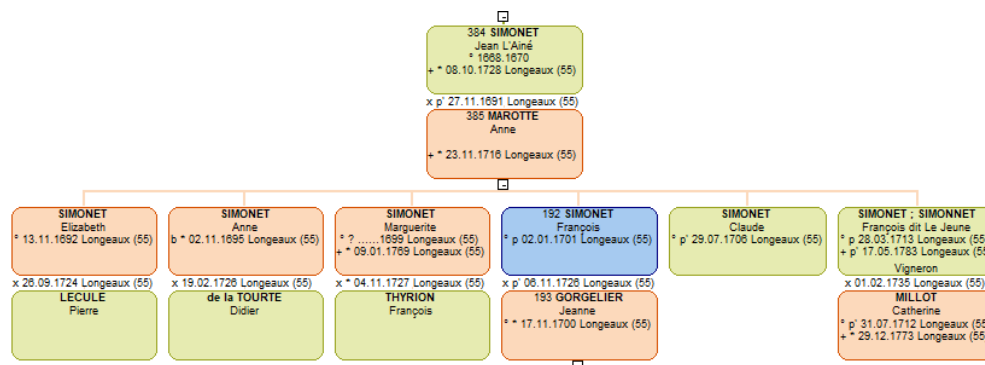 384 SIMONET
Jean L'Ainé
° 1668.1670
+ * 08.10.1728 Longeaux (55)
x p' 27.11.1691 Longeaux (55)
385 MAROTTE
Anne
+ * 23.11.1716 Longeaux (55)
SIMONET
Elizabeth
° 13.11.1692 Longeaux (55)
x 26.09.1724 Longeaux (55)
LECULE
Pierre
SIMONET
Anne
b * 02.11.1695 Longeaux (55)
x 19.02.1726 Longeaux (55)
de la TOURTE
Didier
SIMONET
Marguerite
° ? ......1699 Longeaux (55)
+ * 09.01.1769 Longeaux (55)
x * 04.11.1727 Longeaux (55)
THYRION
François
192 SIMONET
François
° p 02.01.1701 Longeaux (55)
x p' 06.11.1726 Longeaux (55)
193 GORGELIER
Jeanne
° * 17.11.1700 Longeaux (55)
SIMONET
Claude
° p' 29.07.1706 Longeaux (55)
SIMONET ; SIMONNET
François dit Le Jeune
° p 28.03.1713 Longeaux (55)
+ p' 17.05.1783 Longeaux (55)
Vigneron
x 01.02.1735 Longeaux (55)
MILLOT
Catherine
° p' 31.07.1712 Longeaux (55)
+ * 29.12.1773 Longeaux (55)